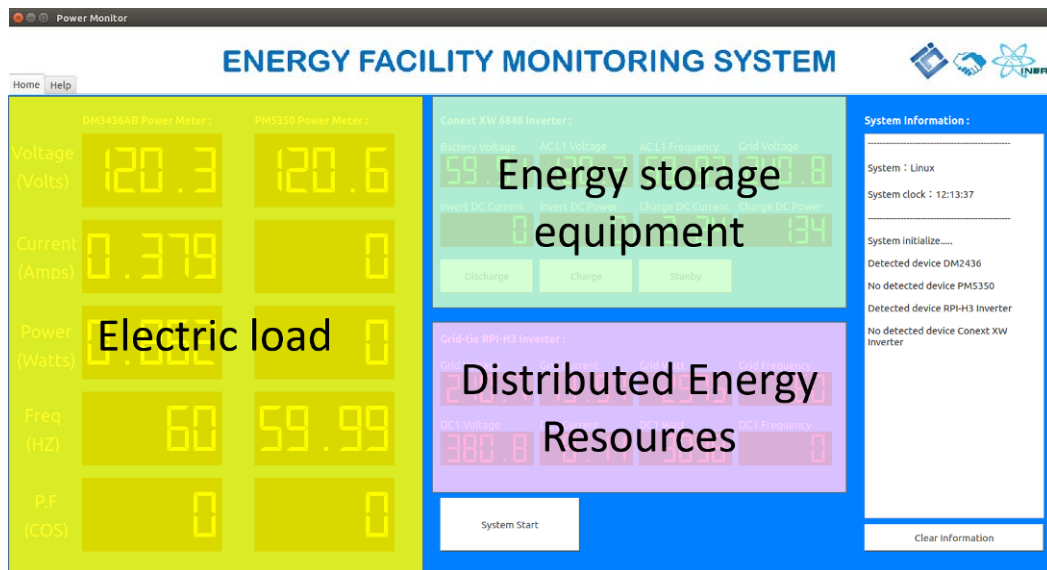 Power Monitor
ENERGY FACILITY MONITORING SYSTEM
Home Help
DM3436AB Power Meter :
PM5350 Power Meter :
Voltage
(Volts)
120.3
120.6
Current
(Amps)
0.379
0
Power
(Watts)
0
Freq
(HZ)
60
59.99
P.F
(COS)
0
0
Electric load
Conext XW 6848 Inverter :
Battery Voltage AC L1 Voltage AC L1 Frequency Grid Voltage
Invert DC Current Invert DC Power Charge DC Current Charge DC Power
0
134
Discharge Charge Stanby
Energy storage
equipment
Grid-tie RPI-H3 Inverter :
DC1 Voltage
DC1 Frequency
380.8
0
Distributed Energy
Resources
System Start
System Information :
System : Linux
System clock : 12:13:37
System initialize.....
Detected device DM2436
No detected device PM5350
Detected device RPI-H3 Inverter
No detected device Conext XW
Inverter
Clear Information